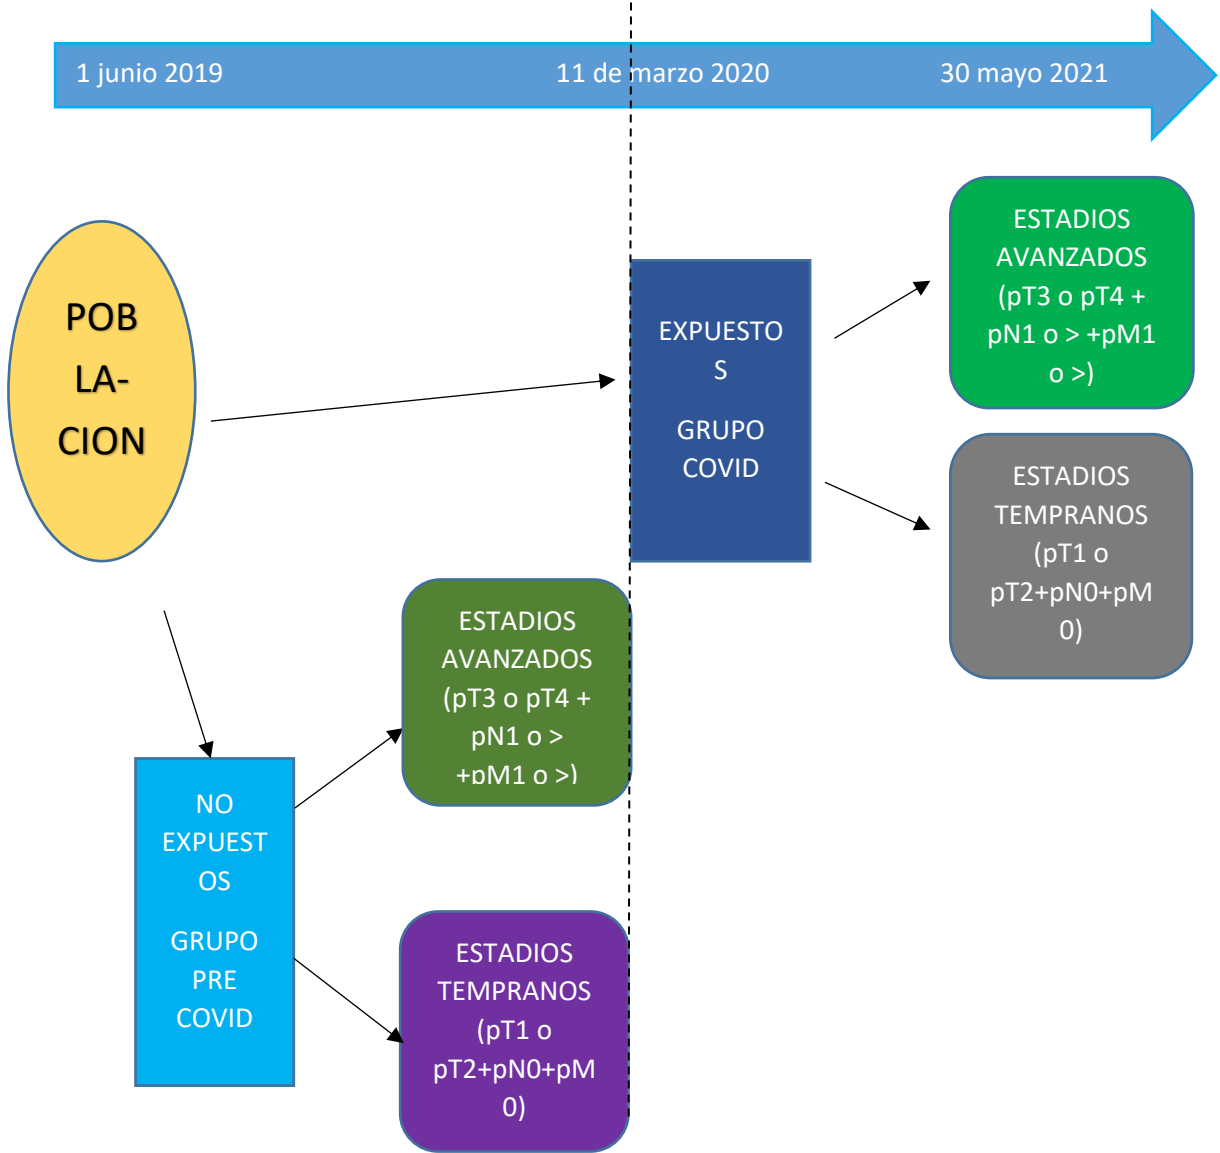 1 junio 2019 11 de marzo 2020 30 mayo 2021
POB
LA-
CION
EXPUESTO
S
GRUPO
COVID
ESTADIOS
AVANZADOS
(pT3 o pT4 +
pN1 o > +pM1
o >)
ESTADIOS
TEMPRANOS
(pT1 o
pT2+pN0+pM
0)
NO
EXPUEST
OS
GRUPO
PRE
COVID
ESTADIOS
AVANZADOS
(pT3 o pT4 +
pN1 o >
+pM1 o >)
ESTADIOS
TEMPRANOS
(pT1 o
pT2+pN0+pM
0)